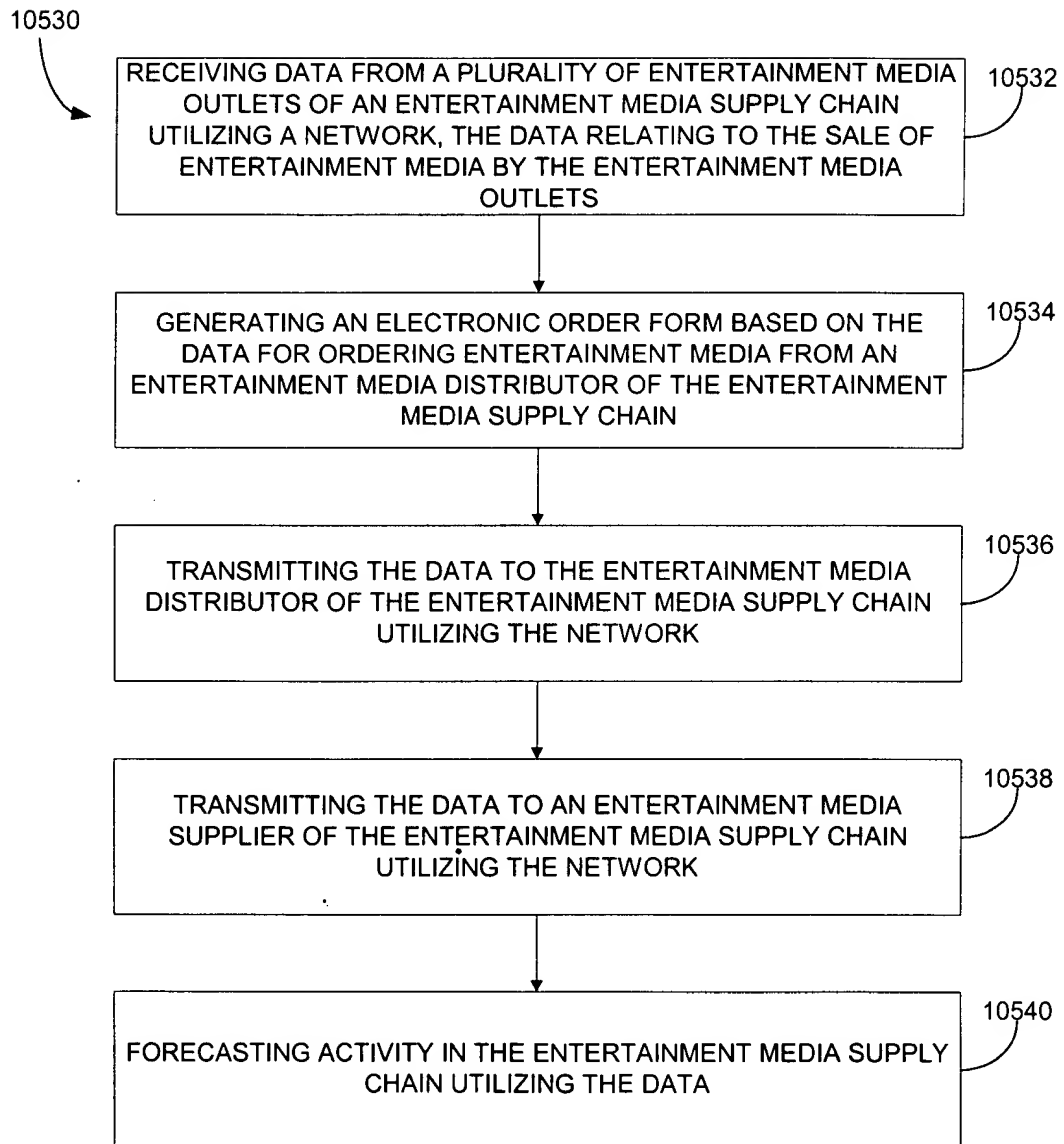 10530
RECEIVING DATA FROM A PLURALITY OF ENTERTAINMENT MEDIA
OUTLETS OF AN ENTERTAINMENT MEDIA SUPPLY CHAIN
UTILIZING A NETWORK, THE DATA RELATING TO THE SALE OF
ENTERTAINMENT MEDIA BY THE ENTERTAINMENT MEDIA
OUTLETS
10532
GENERATING AN ELECTRONIC ORDER FORM BASED ON THE
DATA FOR ORDERING ENTERTAINMENT MEDIA FROM AN
ENTERTAINMENT MEDIA DISTRIBUTOR OF THE ENTERTAINMENT
MEDIA SUPPLY CHAIN
10534
TRANSMITTING THE DATA TO THE ENTERTAINMENT MEDIA
DISTRIBUTOR OF THE ENTERTAINMENT MEDIA SUPPLY CHAIN
UTILIZING THE NETWORK
10536
TRANSMITTING THE DATA TO AN ENTERTAINMENT MEDIA
SUPPLIER OF THE ENTERTAINMENT MEDIA SUPPLY CHAIN
UTILIZING THE NETWORK
10538
FORECASTING ACTIVITY IN THE ENTERTAINMENT MEDIA SUPPLY
CHAIN UTILIZING THE DATA
10540